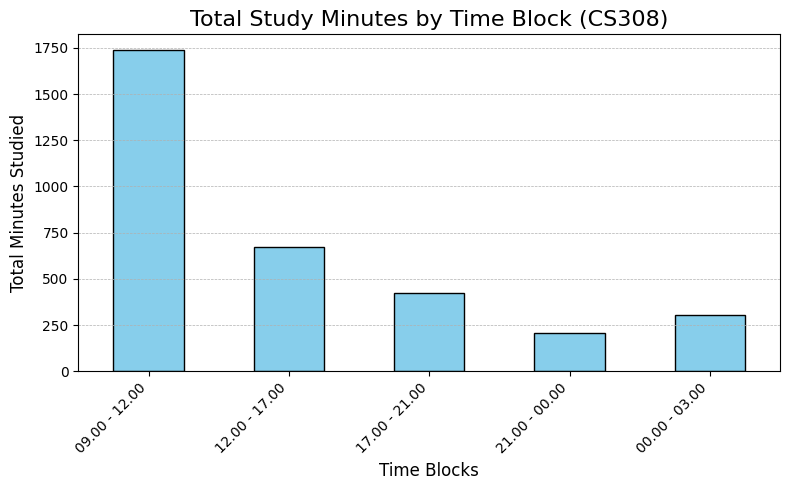 Total Study Minutes by Time Block (CS308)
Total Minutes Studied
1750
1500
1250
1000
750
500
250
0
09.00 - 12.00
12.00 - 17.00
17.00 - 21.00
21.00 - 00.00
00.00 - 03.00
Time Blocks